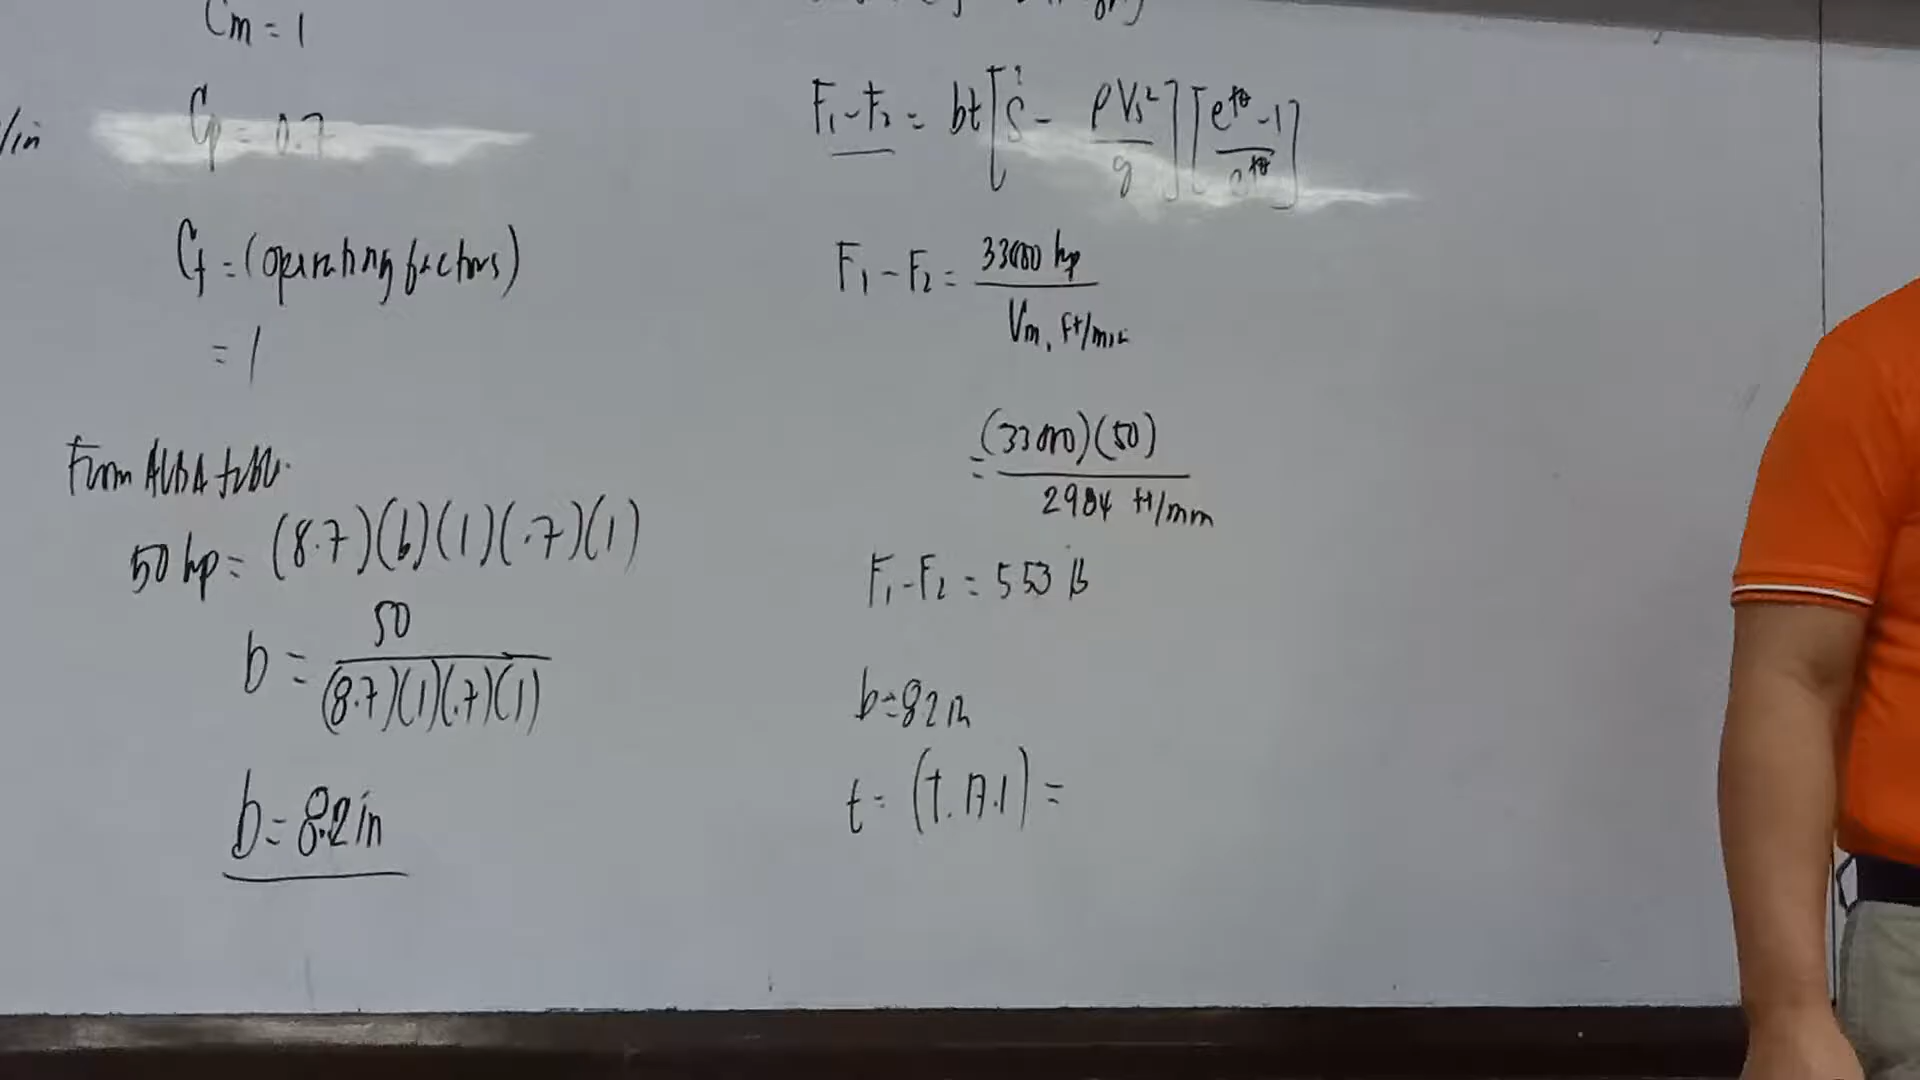 Cm = 1
/in
Cp = 0.7
Cf = (operating factors)
= 1
From ALBA table
50 hp = (8.7)(b)(1)(.7)(1)
b = 50 / (8.7)(1)(.7)(1)
b = 8.2 in
F₁ - F₂ = bt [S - ρVs² / g] [e^fθ - 1 / e^fθ]
F₁ - F₂ = 33000 hp / Vm, ft/min
= (33000)(50) / 2984 ft/min
F₁ - F₂ = 553 lb
b = 8.2 in
t = (T. 17.1) =